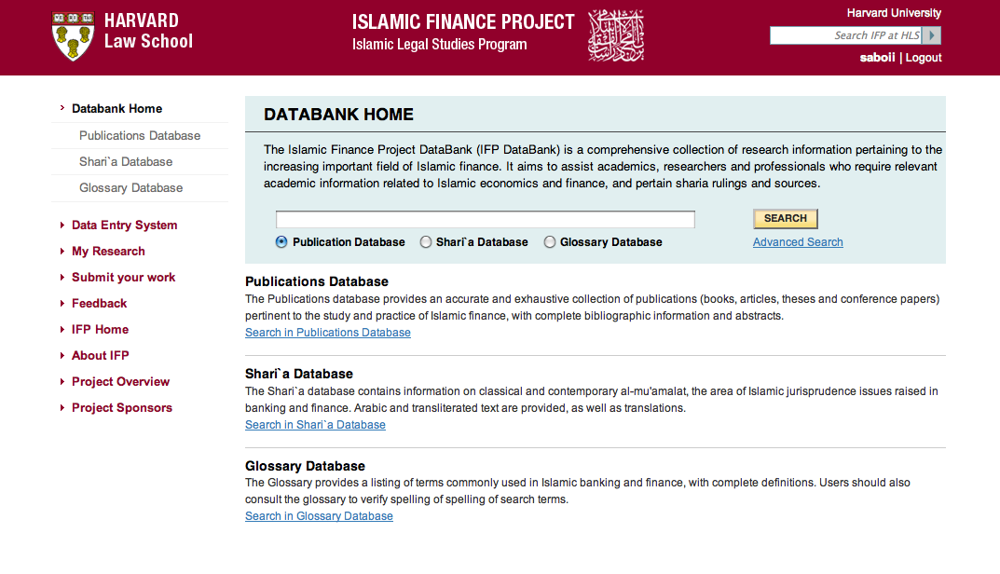 HARVARD
Law School
ISLAMIC FINANCE PROJECT
Islamic Legal Studies Program
Harvard University
Search IFP at HLS
saboii | Logout
Databank Home
Publications Database
Shari`a Database
Glossary Database
Data Entry System
My Research
Submit your work
Feedback
IFP Home
About IFP
Project Overview
Project Sponsors
DATABANK HOME
The Islamic Finance Project DataBank (IFP DataBank) is a comprehensive collection of research information pertaining to the
increasing important field of Islamic finance. It aims to assist academics, researchers and professionals who require relevant
academic information related to Islamic economics and finance, and pertain sharia rulings and sources.
SEARCH
Publication Database Shari`a Database Glossary Database
Advanced Search
Publications Database
The Publications database provides an accurate and exhaustive collection of publications (books, articles, theses and conference papers)
pertinent to the study and practice of Islamic finance, with complete bibliographic information and abstracts.
Search in Publications Database
Shari`a Database
The Shari`a database contains information on classical and contemporary al-mu'amalat, the area of Islamic jurisprudence issues raised in
banking and finance. Arabic and transliterated text are provided, as well as translations.
Search in Shari`a Database
Glossary Database
The Glossary provides a listing of terms commonly used in Islamic banking and finance, with complete definitions. Users should also
consult the glossary to verify spelling of spelling of search terms.
Search in Glossary Database